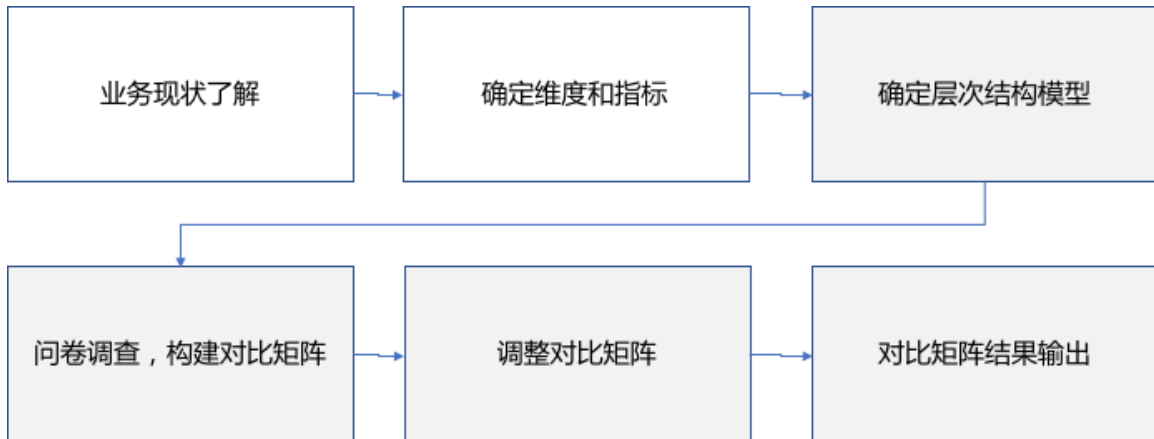 业务现状了解
确定维度和指标
确定层次结构模型
问卷调查，构建对比矩阵
调整对比矩阵
对比矩阵结果输出